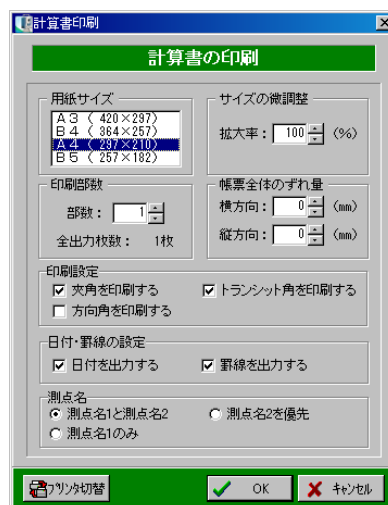 計算書印刷
計算書の印刷
用紙サイズ
A3 ( 420×297)
B4 ( 364×257)
A4 ( 297×210)
B5 ( 257×182)
サイズの微調整
拡大率: 100 (%)
印刷部数
部数: 1
全出力枚数: 1枚
帳票全体のずれ量
横方向: 0 (mm)
縦方向: 0 (mm)
印刷設定
夾角を印刷する トランシット角を印刷する
方向角を印刷する
日付・罫線の設定
日付を出力する 罫線を出力する
測点名
測点名1と測点名2 測点名2を優先
測点名1のみ
プリンタ切替 OK キャンセル